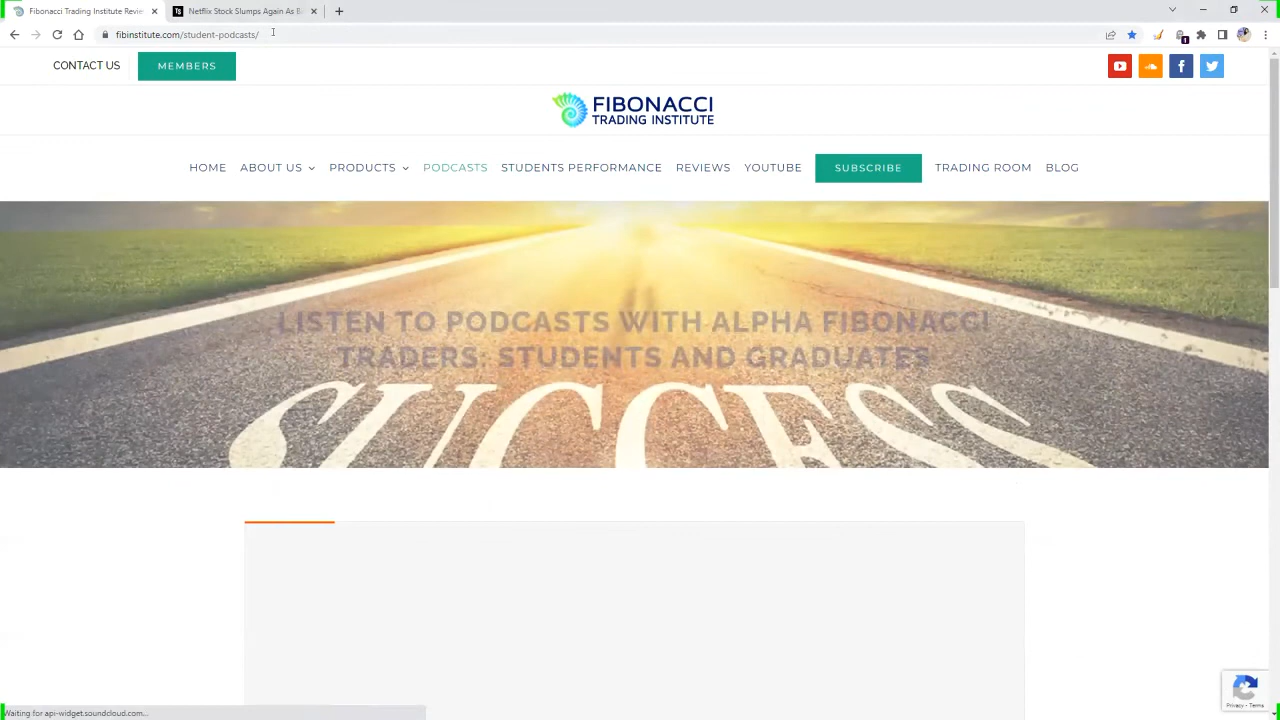 Fibonacci Trading Institute Revie
Netflix Stock Slumps Again As B
fibinstitute.com/student-podcasts/
CONTACT US
MEMBERS
FIBONACCI
TRADING INSTITUTE
HOME
ABOUT US
PRODUCTS
PODCASTS
STUDENTS PERFORMANCE
REVIEWS
YOUTUBE
SUBSCRIBE
TRADING ROOM
BLOG
LISTEN TO PODCASTS WITH ALPHA FIBONACCI
TRADERS: STUDENTS AND GRADUATES
SUCCESS
Privacy - Terms
Waiting for api-widget.soundcloud.com...